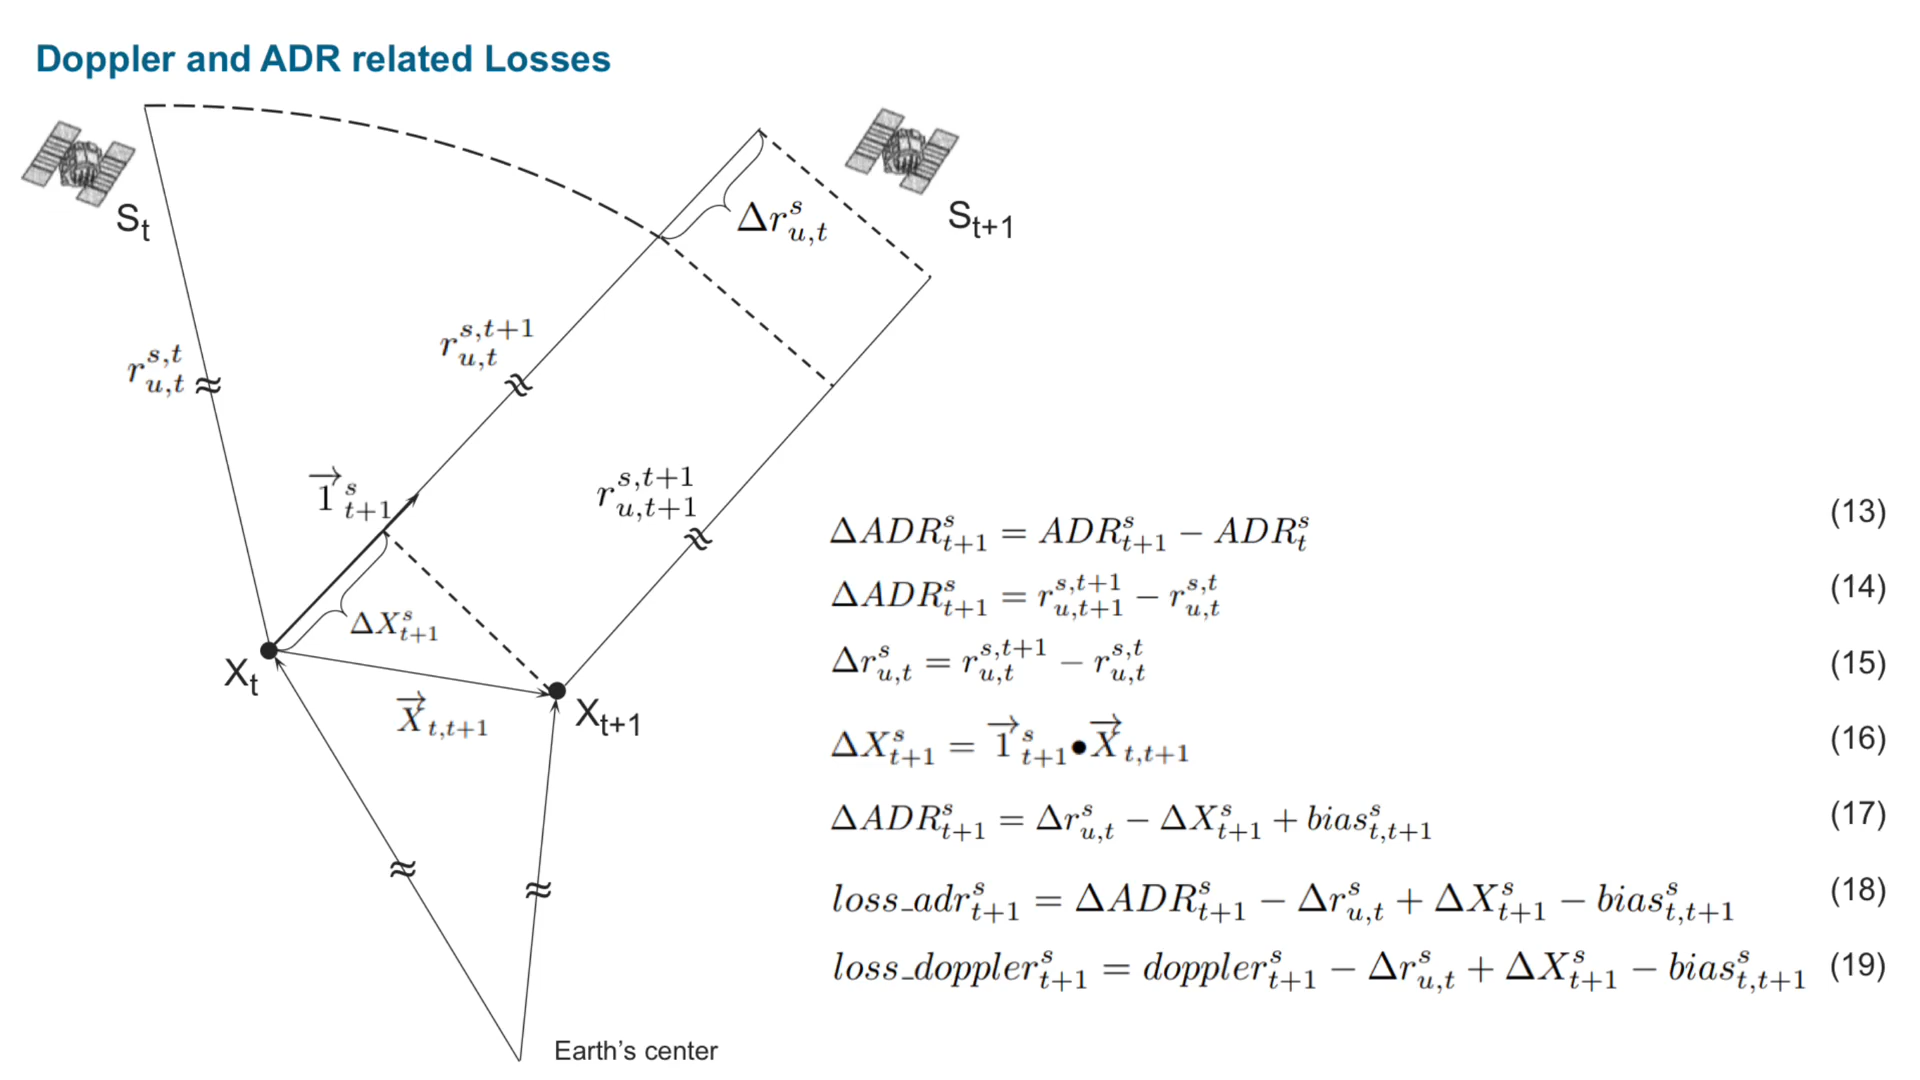 Doppler and ADR related Losses
S_t
S_{t+1}
Δr^s_{u,t}
r^{s,t+1}_{u,t}
r^{s,t}_{u,t}
\vec{1}^s_{t+1}
r^{s,t+1}_{u,t+1}
ΔX^s_{t+1}
X_t
\vec{X}_{t,t+1}
X_{t+1}
Earth's center
ΔADR^s_{t+1} = ADR^s_{t+1} − ADR^s_t (13)
ΔADR^s_{t+1} = r^{s,t+1}_{u,t+1} − r^{s,t}_{u,t} (14)
Δr^s_{u,t} = r^{s,t+1}_{u,t} − r^{s,t}_{u,t} (15)
ΔX^s_{t+1} = \vec{1}^s_{t+1} • \vec{X}_{t,t+1} (16)
ΔADR^s_{t+1} = Δr^s_{u,t} − ΔX^s_{t+1} + bias^s_{t,t+1} (17)
loss_adr^s_{t+1} = ΔADR^s_{t+1} − Δr^s_{u,t} + ΔX^s_{t+1} − bias^s_{t,t+1} (18)
loss_doppler^s_{t+1} = doppler^s_{t+1} − Δr^s_{u,t} + ΔX^s_{t+1} − bias^s_{t,t+1} (19)